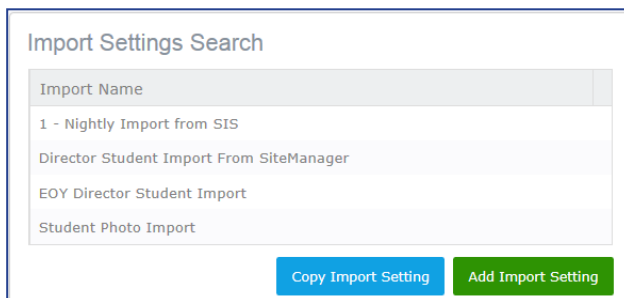 Import Settings Search
Import Name
1 - Nightly Import from SIS
Director Student Import From SiteManager
EOY Director Student Import
Student Photo Import
Copy Import Setting Add Import Setting